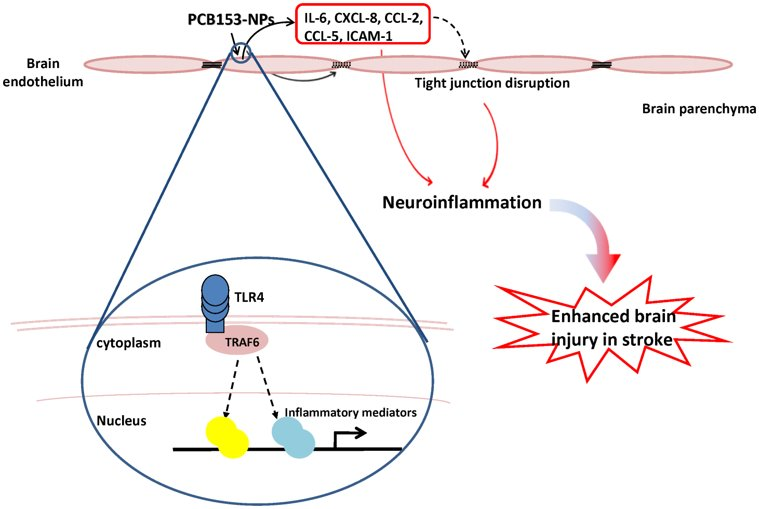 PCB153-NPs
IL-6, CXCL-8, CCL-2,
CCL-5, ICAM-1
Brain
endothelium
Tight junction disruption
Brain parenchyma
Neuroinflammation
Enhanced brain
injury in stroke
TLR4
TRAF6
cytoplasm
Nucleus
Inflammatory mediators